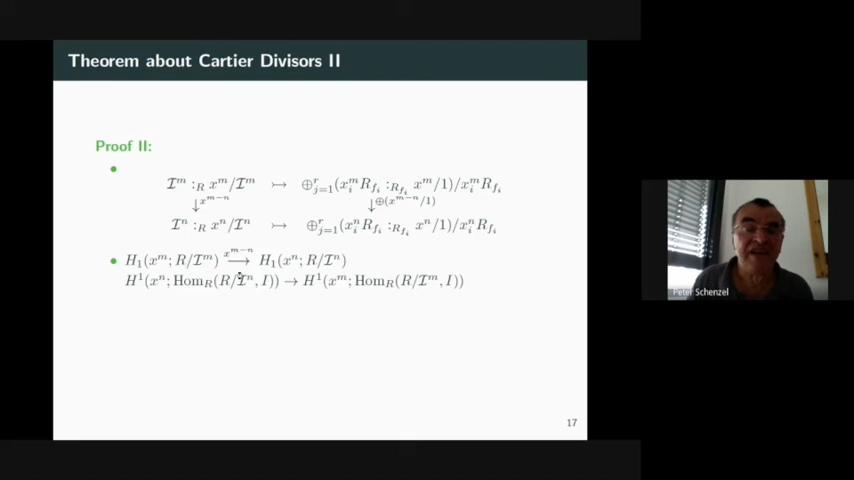 Theorem about Cartier Divisors II
Proof II:
• 𝓘^m :_R x^m/𝓘^m ↣ ⊕_{j=1}^r (x_i^m R_{f_i} :_{R_{f_i}} x^m/1)/x_i^m R_{f_i}
↓x^{m−n} ↓⊕(x^{m−n}/1)
𝓘^n :_R x^n/𝓘^n ↣ ⊕_{j=1}^r (x_i^n R_{f_i} :_{R_{f_i}} x^n/1)/x_i^n R_{f_i}
• H_1(x^m; R/𝓘^m) \overset{x^{m−n}}{⟶} H_1(x^n; R/𝓘^n)
H^1(x^n; Hom_R(R/𝓘^n, I)) → H^1(x^m; Hom_R(R/𝓘^m, I))
17
Peter Schenzel